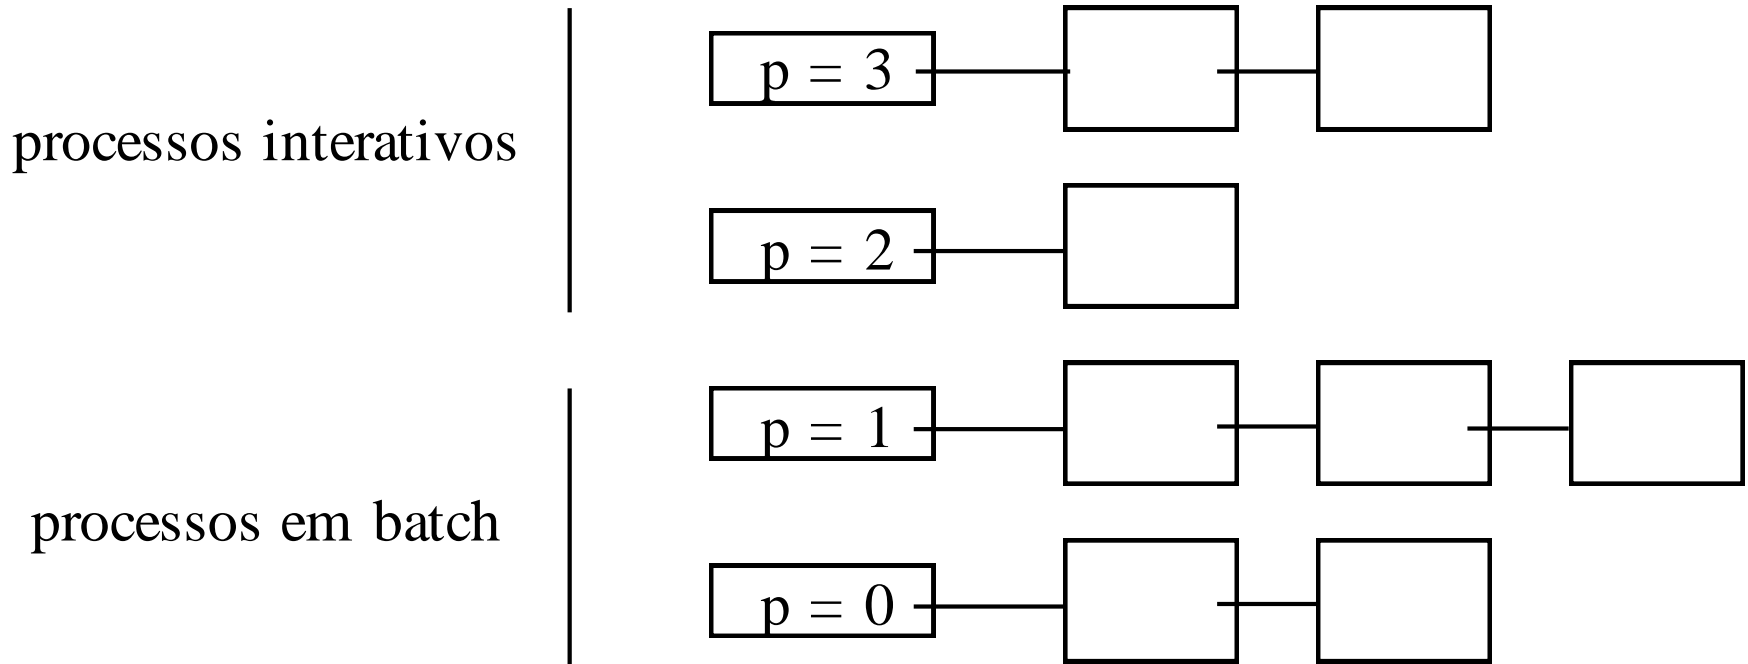 p = 3
processos interativos
p = 2
p = 1
processos em batch
p = 0